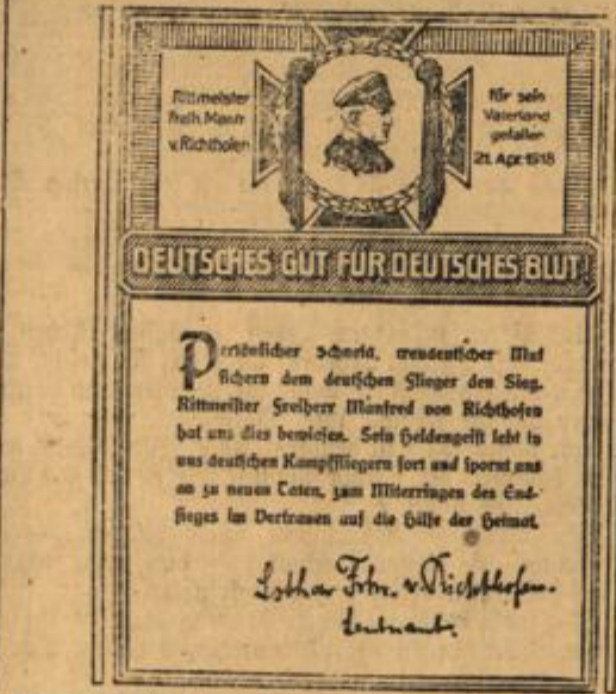 Rittmeister
Freih. Manfr.
v. Richthofen
für sein
Vaterland
gefallen
21. Apr. 1918
DEUTSCHES GUT FÜR DEUTSCHES BLUT!
Persönlicher Schneid, treudeutscher Mut
sichern dem deutschen Flieger den Sieg.
Rittmeister Freiherr Manfred von Richthofen
hat uns dies bewiesen. Sein Heldengeist lebt in
uns deutschen Kampffliegern fort und spornt uns
an zu neuen Taten, zum Miterringen des End-
sieges im Vertrauen auf die Hilfe der Heimat.
Lothar Frhr. v. Richthofen.
Leutnant.